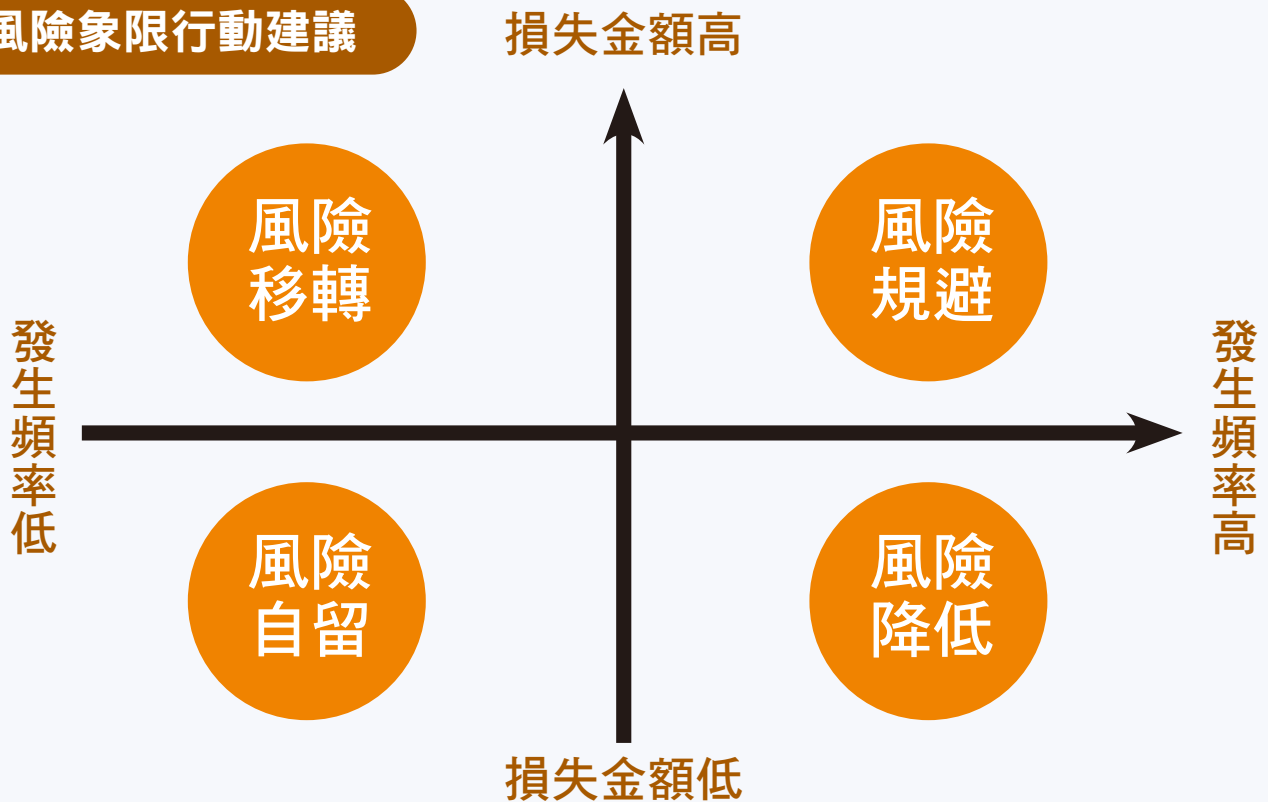 風險象限行動建議
損失金額高
風險
移轉
風險
規避
發生頻率低
發生頻率高
風險
自留
風險
降低
損失金額低